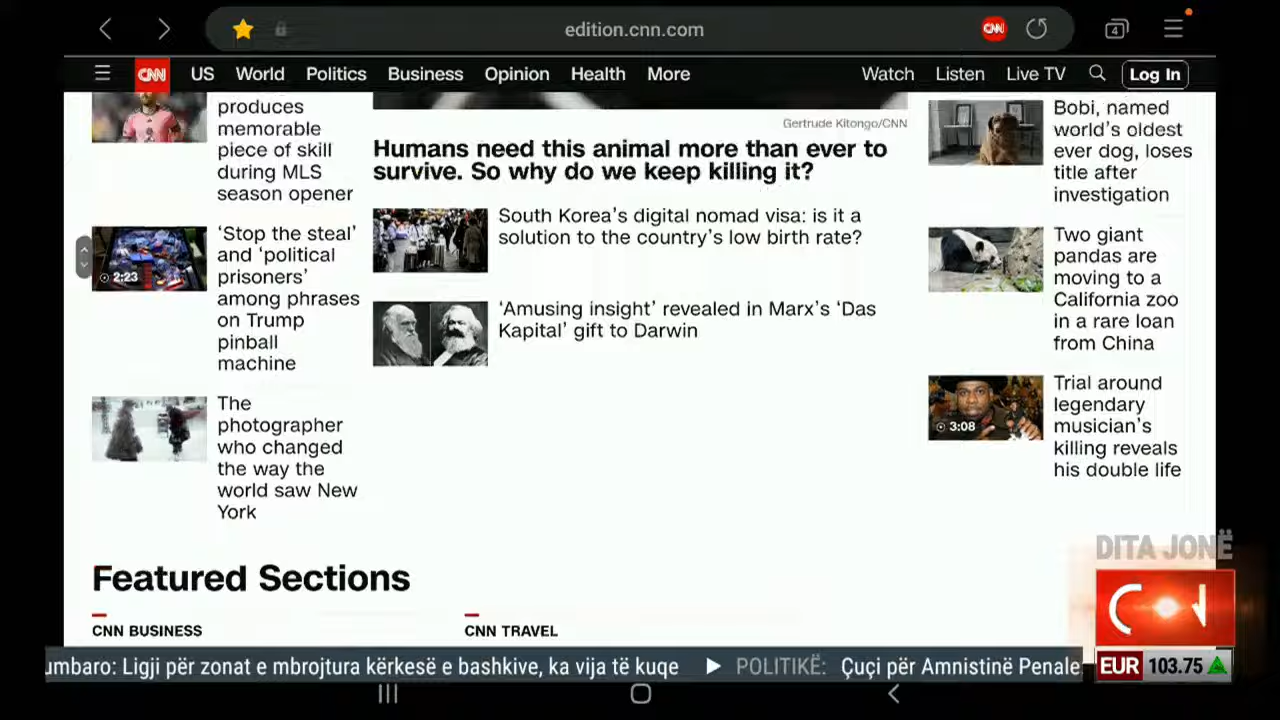 edition.cnn.com
CNN
4
CNN
US
World
Politics
Business
Opinion
Health
More
Watch
Listen
Live TV
Log In
produces
memorable
piece of skill
during MLS
season opener
2:23
'Stop the steal'
and 'political
prisoners'
among phrases
on Trump
pinball
machine
The
photographer
who changed
the way the
world saw New
York
Gertrude Kitongo/CNN
Humans need this animal more than ever to
survive. So why do we keep killing it?
South Korea's digital nomad visa: is it a
solution to the country's low birth rate?
'Amusing insight' revealed in Marx's 'Das
Kapital' gift to Darwin
Bobi, named
world's oldest
ever dog, loses
title after
investigation
Two giant
pandas are
moving to a
California zoo
in a rare loan
from China
3:08
Trial around
legendary
musician's
killing reveals
his double life
Featured Sections
CNN BUSINESS
CNN TRAVEL
DITA JONË
umbaro: Ligji për zonat e mbrojtura kërkesë e bashkive, ka vija të kuqe
POLITIKË: Çuçi për Amnistinë Penale
EUR 103.75